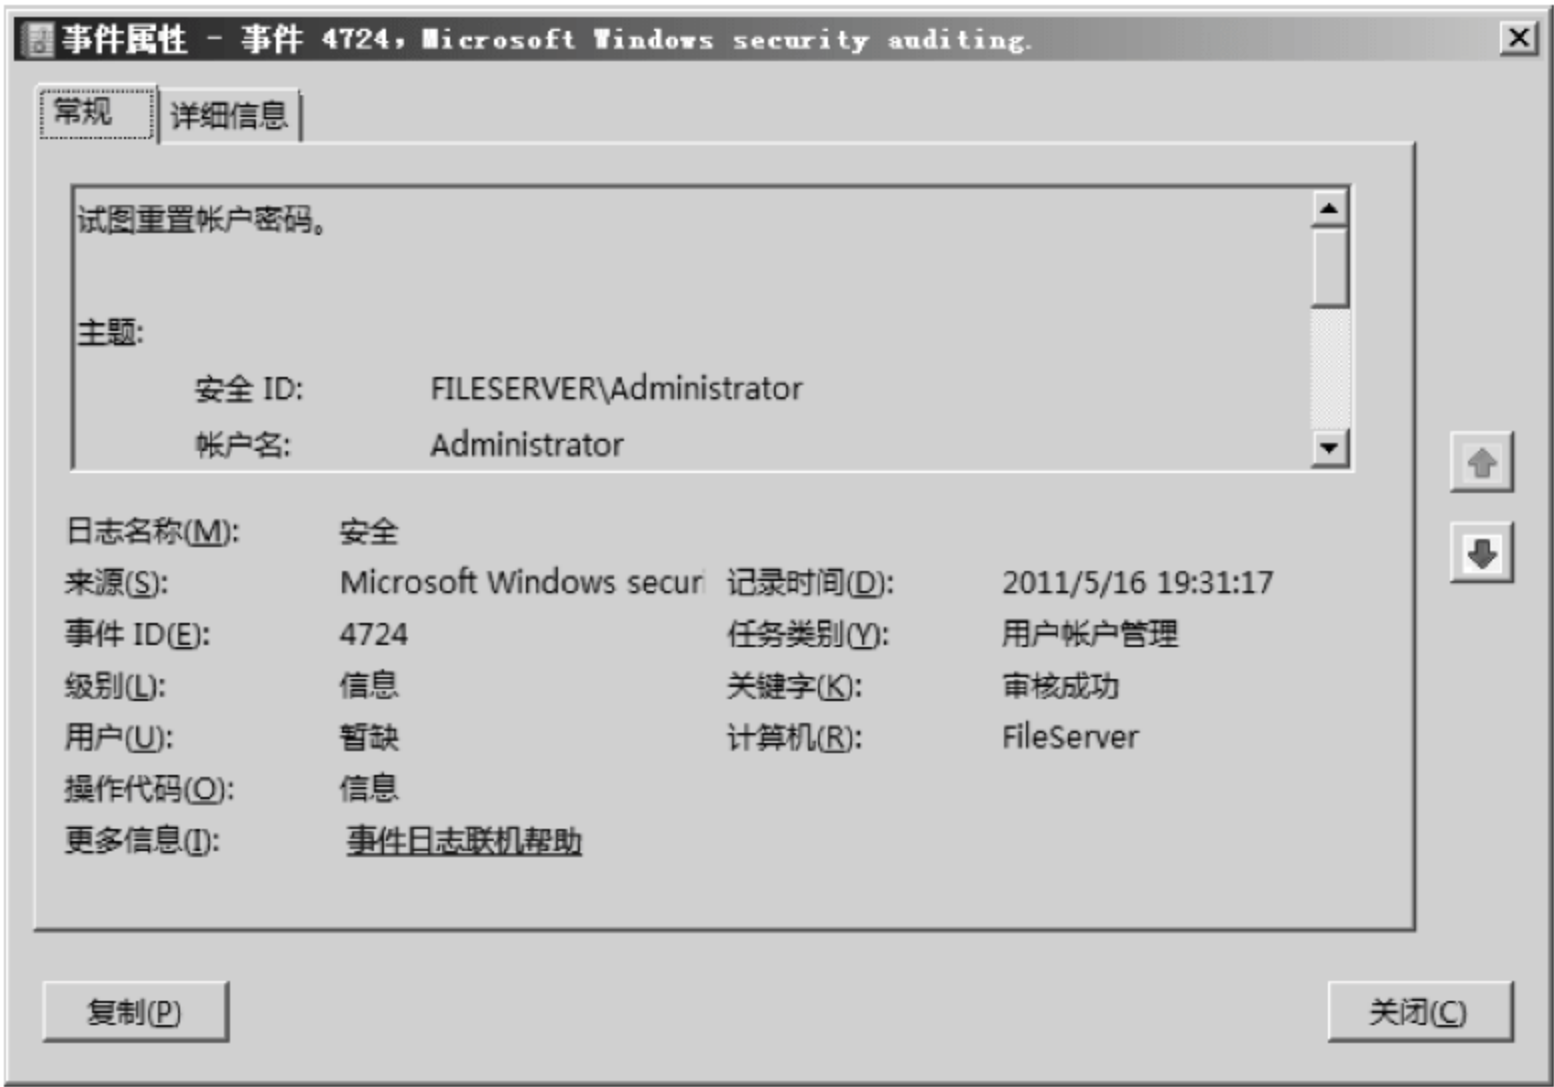 事件属性 - 事件 4724，Microsoft Windows security auditing.
常规 详细信息
试图重置帐户密码。
主题:
安全 ID: FILESERVER\Administrator
帐户名: Administrator
日志名称(M): 安全
来源(S): Microsoft Windows securi 记录时间(D): 2011/5/16 19:31:17
事件 ID(E): 4724 任务类别(Y): 用户帐户管理
级别(L): 信息 关键字(K): 审核成功
用户(U): 暂缺 计算机(R): FileServer
操作代码(O): 信息
更多信息(I): 事件日志联机帮助
复制(P) 关闭(C)